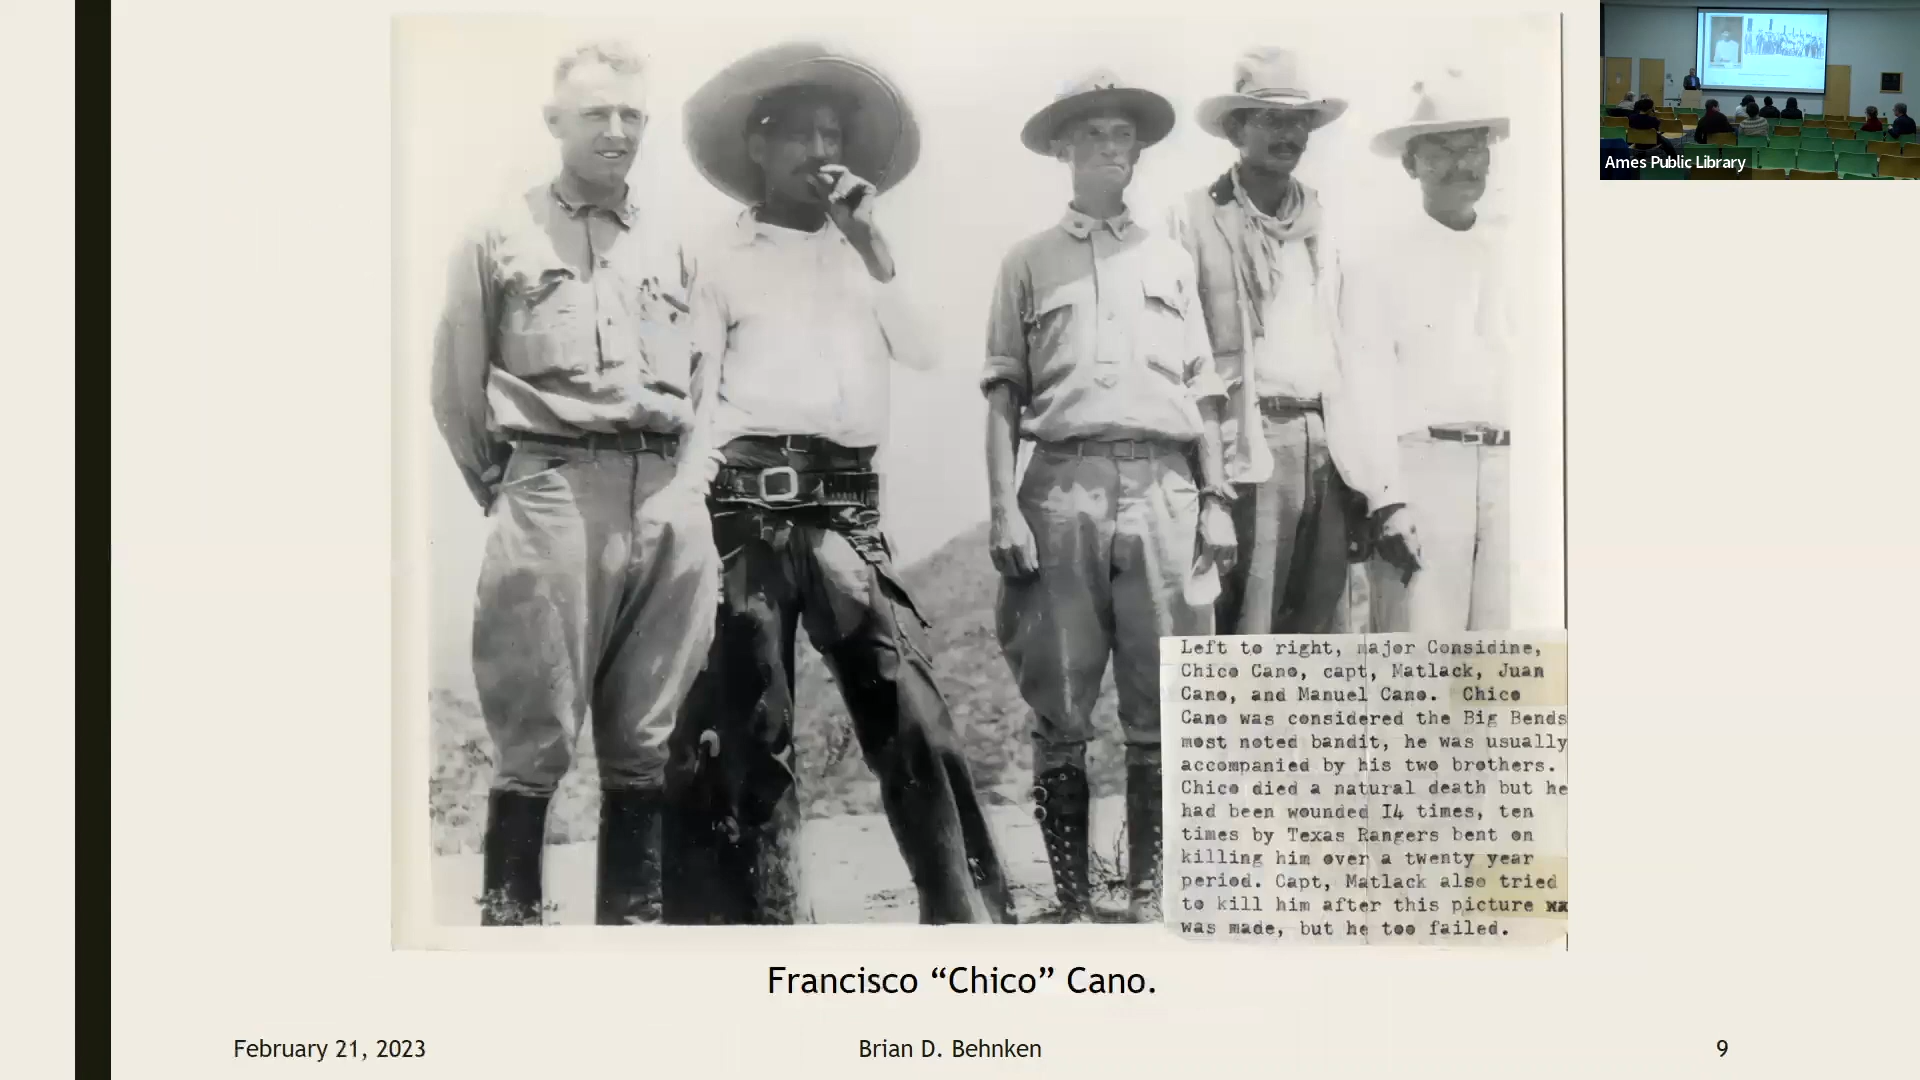 Ames Public Library
Left to right, major Considine,
Chico Cano, capt, Matlack, Juan
Cano, and Manuel Cano. Chico
Cano was considered the Big Bends
most noted bandit, he was usually
accompanied by his two brothers.
Chico died a natural death but he
had been wounded I4 times, ten
times by Texas Rangers bent on
killing him over a twenty year
period. Capt, Matlack also tried
to kill him after this picture
was made, but he too failed.
Francisco “Chico” Cano.
February 21, 2023
Brian D. Behnken
9